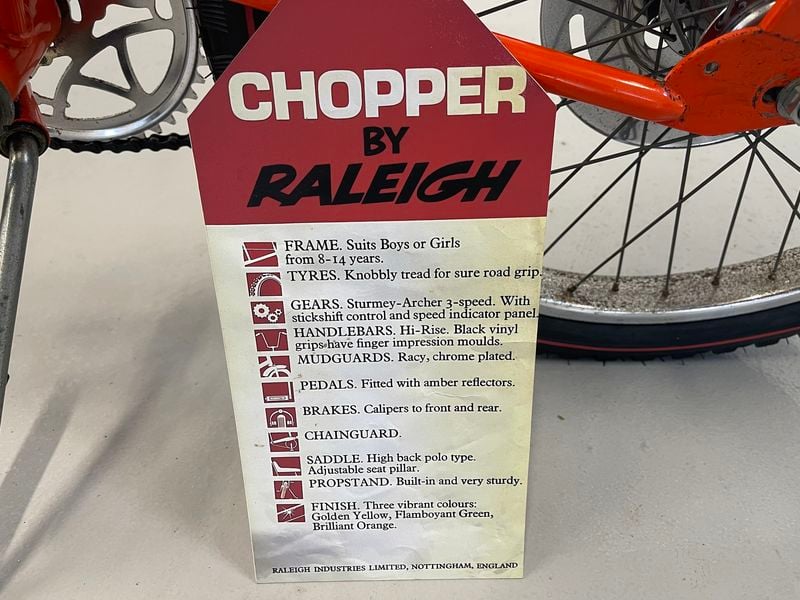 CHOPPER
BY
RALEIGH
FRAME. Suits Boys or Girls
from 8-14 years.
TYRES. Knobbly tread for sure road grip.
GEARS. Sturmey-Archer 3-speed. With
stickshift control and speed indicator panel.
HANDLEBARS. Hi-Rise. Black vinyl
grips have finger impression moulds.
MUDGUARDS. Racy, chrome plated.
PEDALS. Fitted with amber reflectors.
BRAKES. Calipers to front and rear.
CHAINGUARD.
SADDLE. High back polo type.
Adjustable seat pillar.
PROPSTAND. Built-in and very sturdy.
FINISH. Three vibrant colours:
Golden Yellow, Flamboyant Green,
Brilliant Orange.
RALEIGH INDUSTRIES LIMITED, NOTTINGHAM, ENGLAND